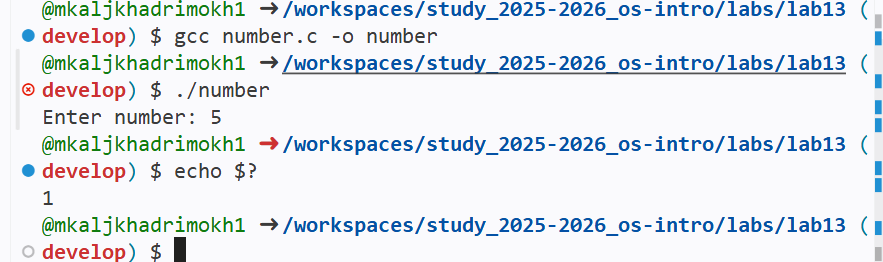 @mkaljkhadrimokh1 ➜/workspaces/study_2025-2026_os-intro/labs/lab13 (
develop) $ gcc number.c -o number
@mkaljkhadrimokh1 ➜/workspaces/study_2025-2026_os-intro/labs/lab13 (
develop) $ ./number
Enter number: 5
@mkaljkhadrimokh1 ➜/workspaces/study_2025-2026_os-intro/labs/lab13 (
develop) $ echo $?
1
@mkaljkhadrimokh1 ➜/workspaces/study_2025-2026_os-intro/labs/lab13 (
develop) $